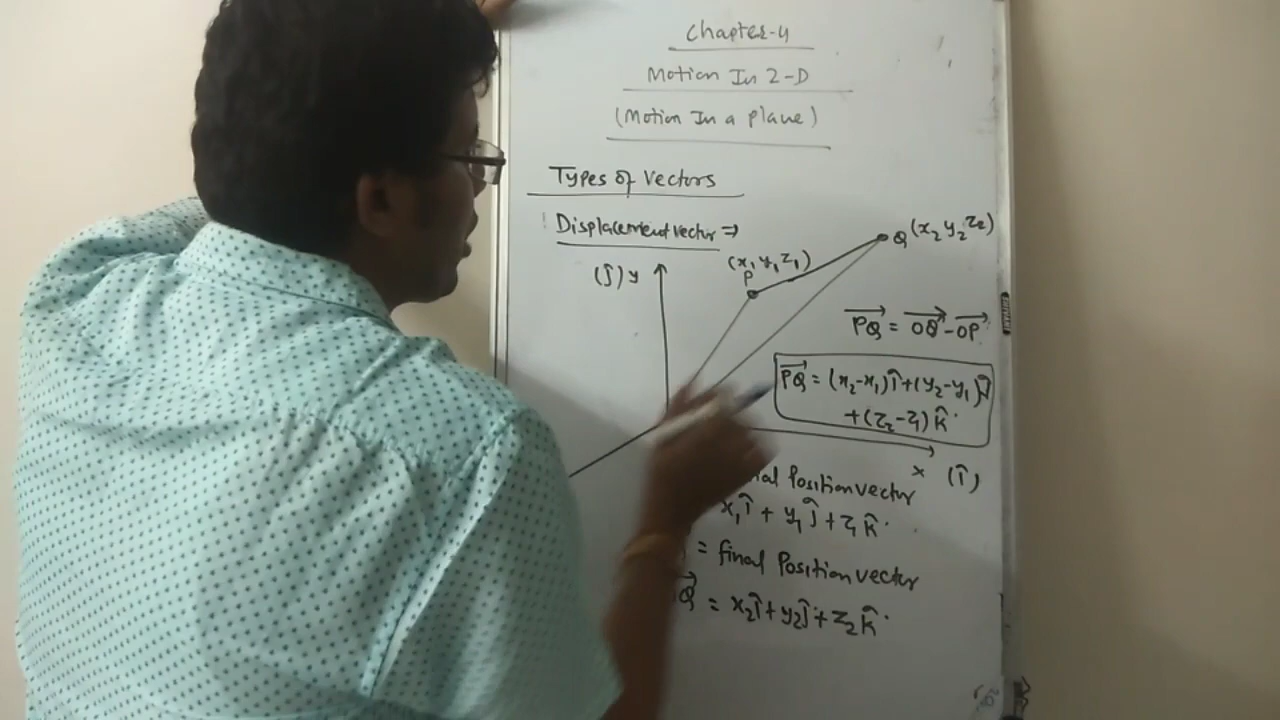 Chapter-4
Motion In 2-D
(Motion In a plane)
Types of Vectors
Displacement vector ⇒
(ĵ) y
(x₁ y₁ z₁)
P
Q (x₂ y₂ z₂)
PQ⃗ = OQ⃗ - OP⃗
PQ⃗ = (x₂-x₁)î + (y₂-y₁)ĵ
+(z₂-z₁) k̂.
x (î)
Position vector
x₁î + y₁ĵ + z₁k̂.
= final Position vector
Q⃗ = x₂î + y₂ĵ + z₂k̂.